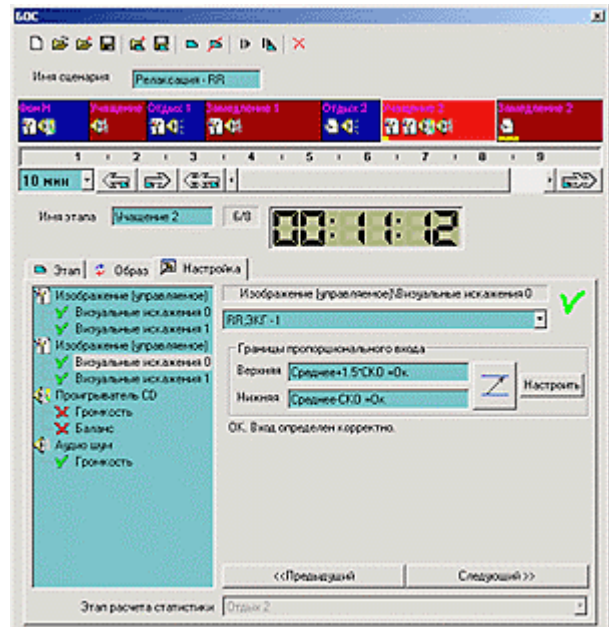 БОС
Имя сценария Релаксация - RR
Фон Н Учащение Отдых 1 Замедление 1 Отдых 2 Учащение 2 Замедление 2
1 2 3 4 5 6 7 8 9
10 мин
Имя этапа Учащение 2 6/8 00:11:12
Этап Образ Настройка
Изображение (управляемое)
Визуальные искажения 0
Визуальные искажения 1
Изображение (управляемое)
Визуальные искажения 0
Визуальные искажения 1
Проигрыватель CD
Громкость
Баланс
Аудио шум
Громкость
Изображение (управляемое)\Визуальные искажения 0
RR,ЭКГ-1
Границы пропорционального входа
Верхняя Среднее+1.5*СКО =Ок.
Нижняя Среднее-СКО =Ок.
Настроить
ОК. Вход определен корректно.
<<Предыдущий Следующий>>
Этап расчета статистики Отдых 2